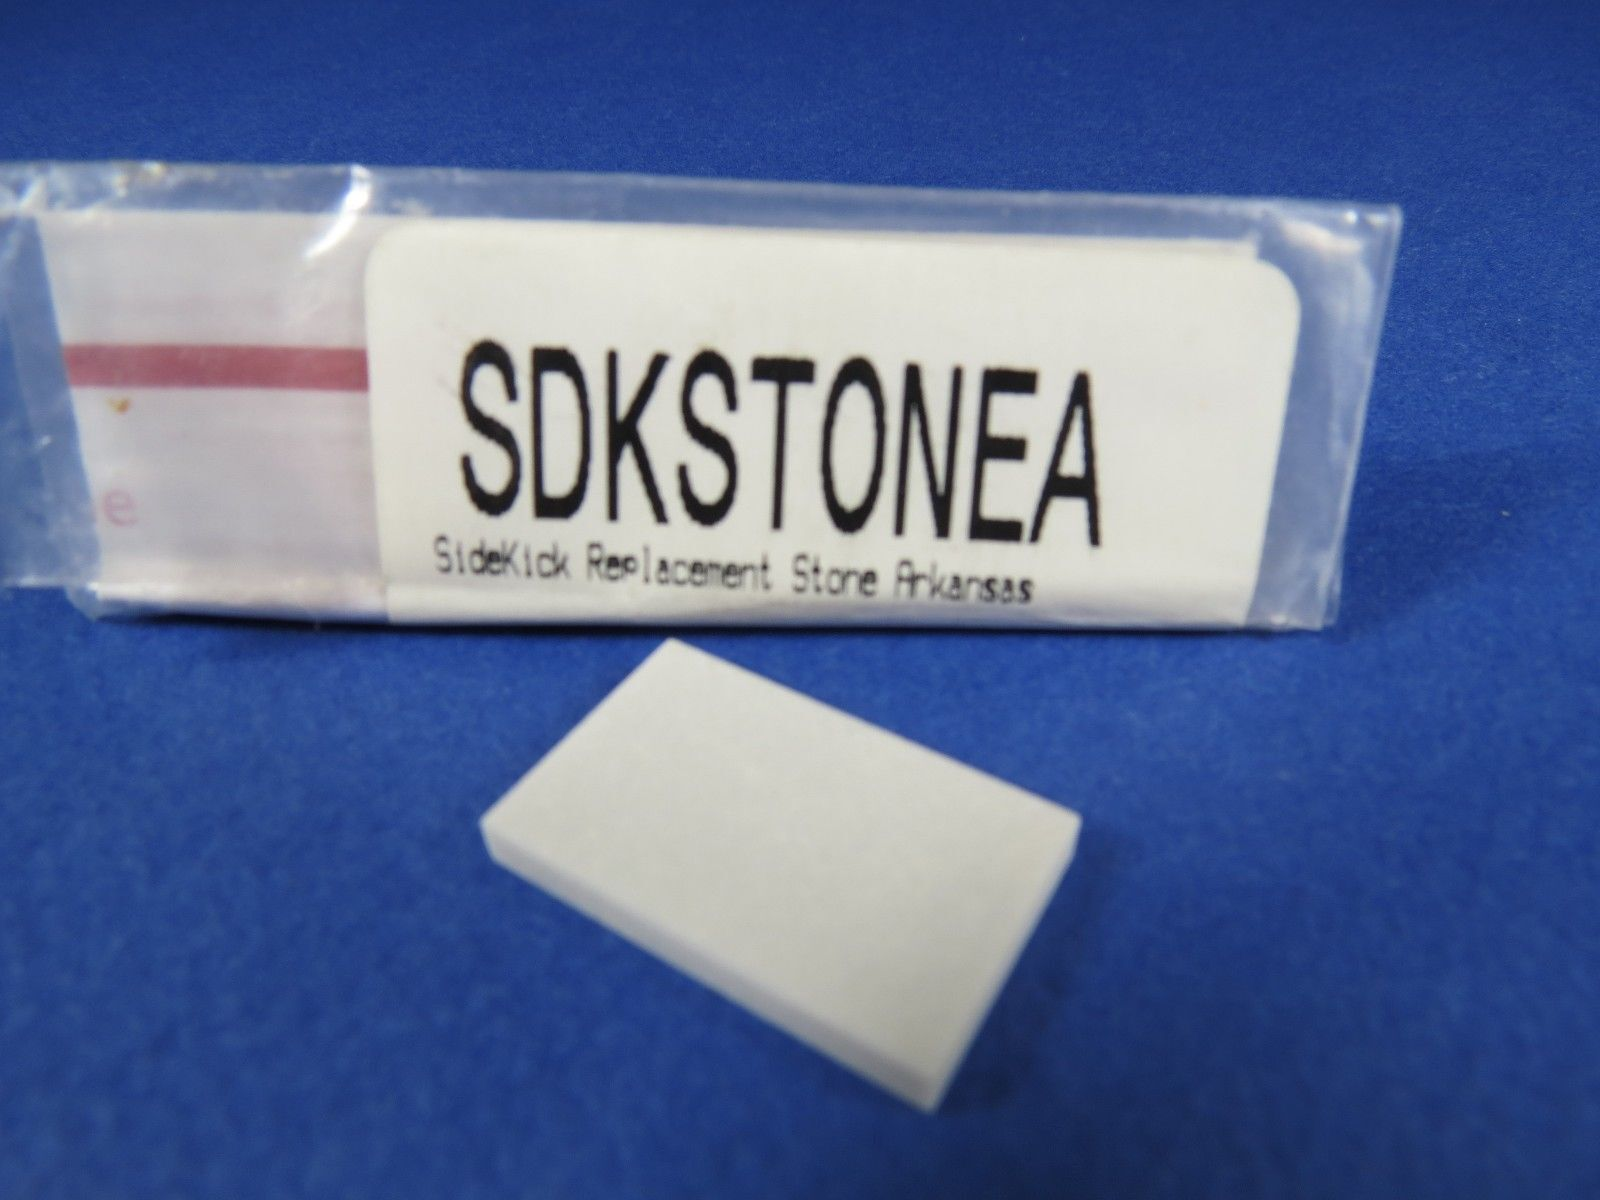 SDKSTONEA
SideKick Replacement Stone Arkansas
e